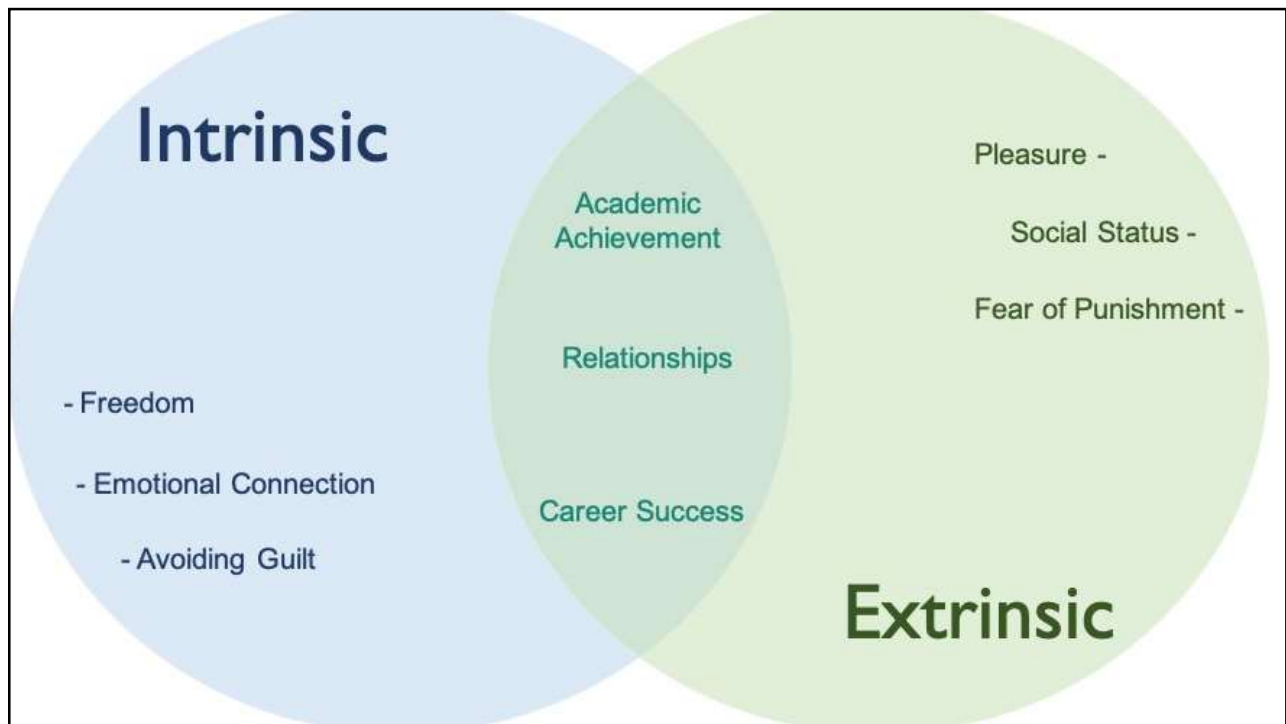 Intrinsic
- Freedom
- Emotional Connection
- Avoiding Guilt
Academic
Achievement
Relationships
Career Success
Pleasure -
Social Status -
Fear of Punishment -
Extrinsic